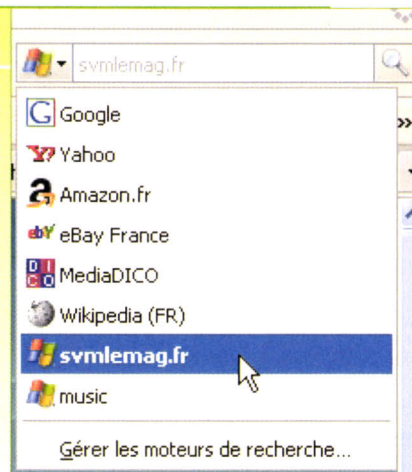 svmlemag.fr
Google
Yahoo
Amazon.fr
eBay France
MediaDICO
Wikipedia (FR)
svmlemag.fr
music
Gérer les moteurs de recherche...